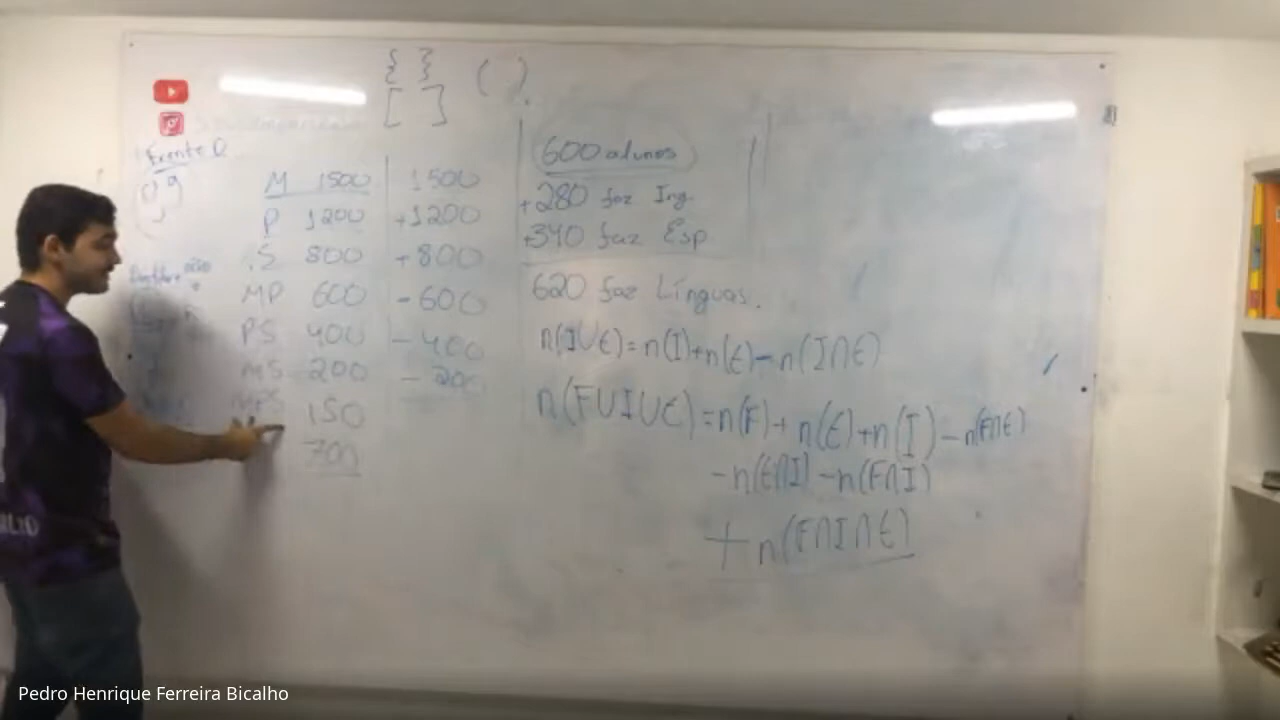 { } ( )
[ ]
Frente D
M 1500 1500
P 1200 +1200
S 800 +800
MP 600 -600
PS 400 -400
MS 200 -200
MPS 150
700
600 alunos
+280 faz Ing.
+340 faz Esp
620 faz Línguas.
n(I∪E)=n(I)+n(E)-n(I∩E)
n(F∪I∪E)=n(F)+n(E)+n(I)-n(F∩E)
-n(E∩I)-n(F∩I)
+n(F∩I∩E)
Pedro Henrique Ferreira Bicalho